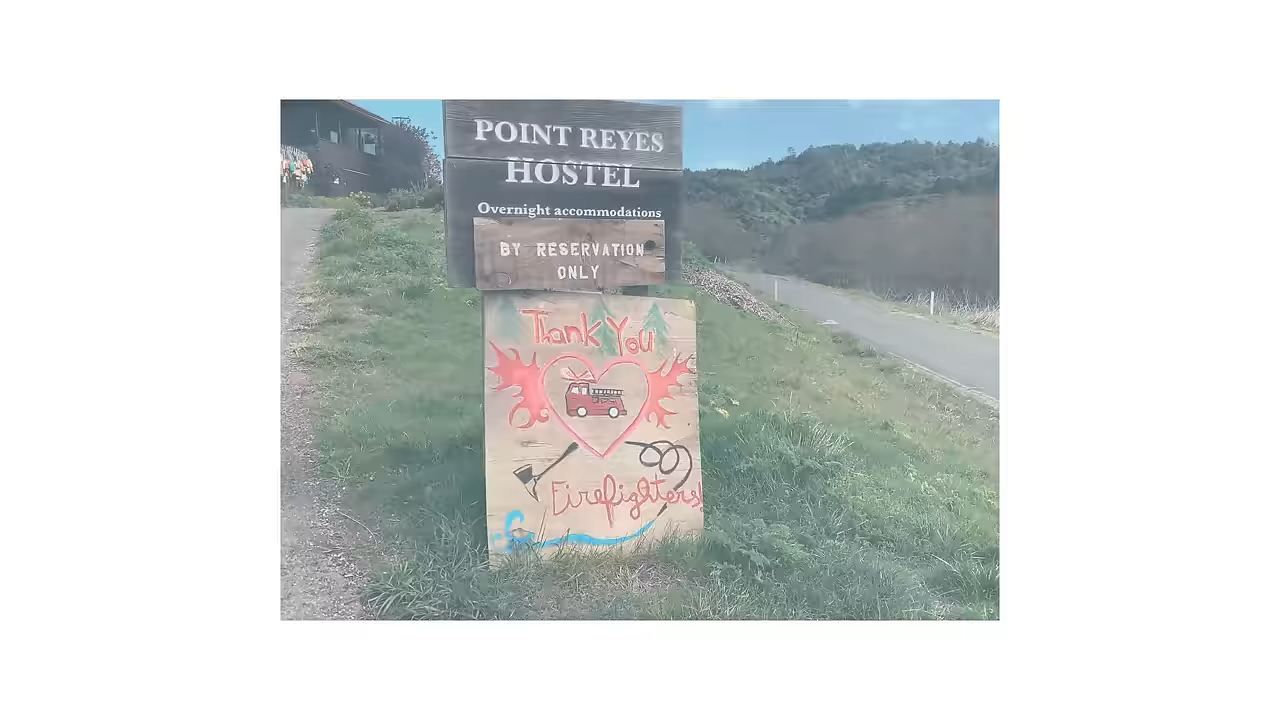 POINT REYES
HOSTEL
Overnight accommodations
BY RESERVATION
ONLY
Thank You
Firefighters!